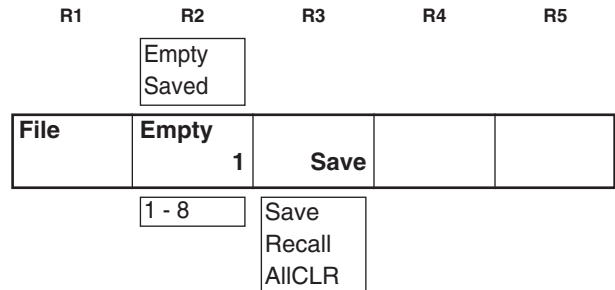 R1 R2 R3 R4 R5
Empty
Saved
File Empty
1 Save
1 - 8 Save
Recall
AllCLR